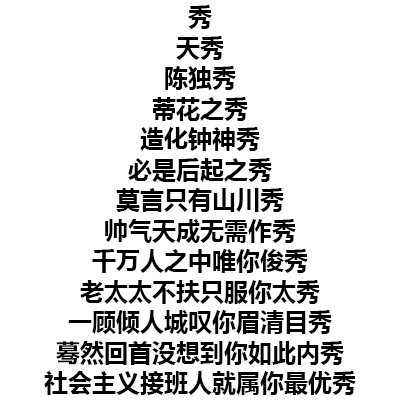 秀
天秀
陈独秀
蒂花之秀
造化钟神秀
必是后起之秀
莫言只有山川秀
帅气天成无需作秀
千万人之中唯你俊秀
老太太不扶只服你太秀
一顾倾人城叹你眉清目秀
蓦然回首没想到你如此内秀
社会主义接班人就属你最优秀